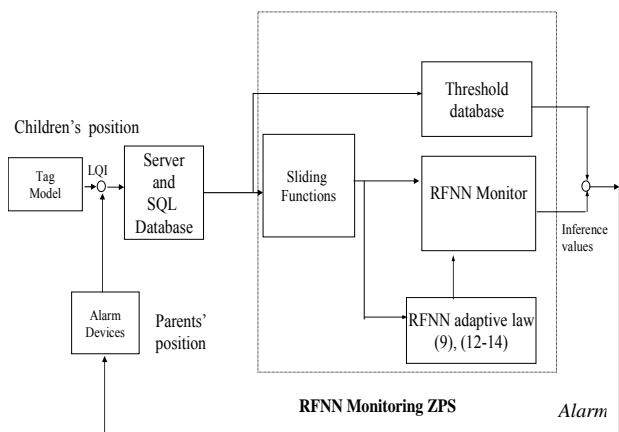 Children's position
Tag
Model
LQI
Server
and
SQL
Database
Sliding
Functions
Threshold
database
RFNN Monitor
Inference
values
RFNN adaptive law
(9), (12-14)
Alarm
Devices
Parents'
position
RFNN Monitoring ZPS
Alarm